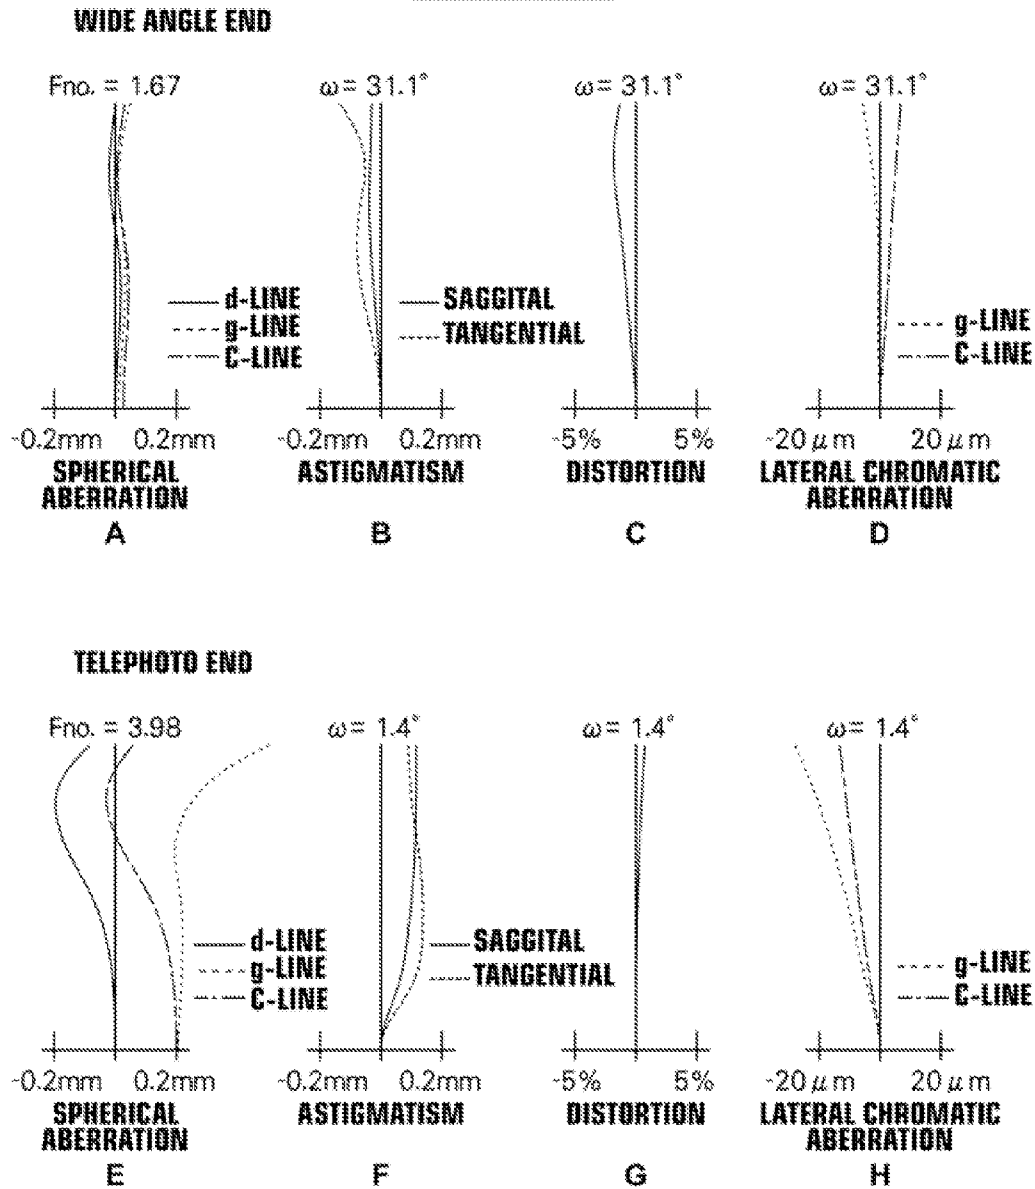 WIDE ANGLE END
Fno. = 1.67
ω= 31.1°
ω= 31.1°
ω= 31.1°
d-LINE
g-LINE
C-LINE
SAGGITAL
TANGENTIAL
g-LINE
C-LINE
-0.2mm 0.2mm
-0.2mm 0.2mm
-5% 5%
-20 μm 20 μm
SPHERICAL
ABERRATION
ASTIGMATISM
DISTORTION
LATERAL CHROMATIC
ABERRATION
A
B
C
D
TELEPHOTO END
Fno. = 3.98
ω= 1.4°
ω= 1.4°
ω= 1.4°
d-LINE
g-LINE
C-LINE
SAGGITAL
TANGENTIAL
g-LINE
C-LINE
-0.2mm 0.2mm
-0.2mm 0.2mm
-5% 5%
-20 μm 20 μm
SPHERICAL
ABERRATION
ASTIGMATISM
DISTORTION
LATERAL CHROMATIC
ABERRATION
E
F
G
H